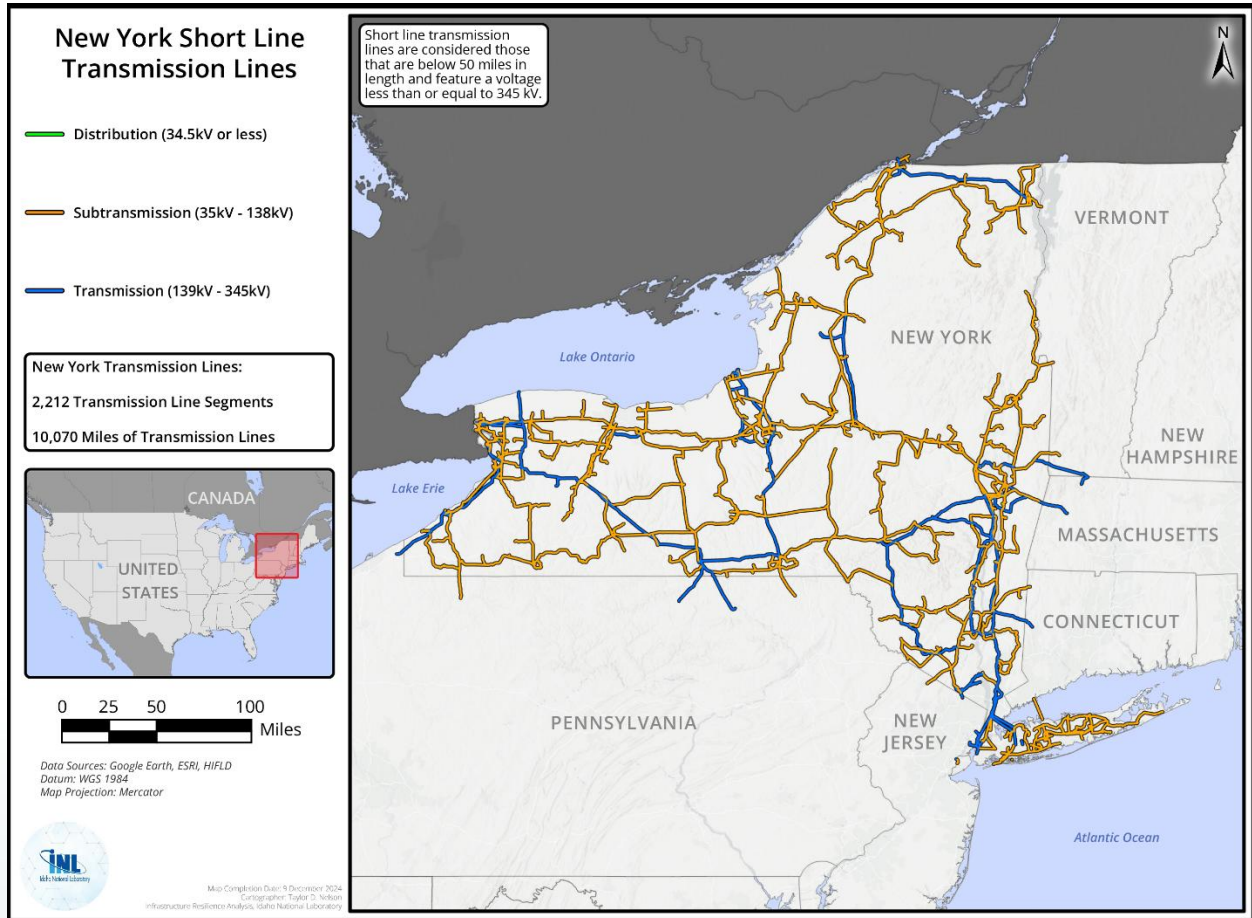 New York Short Line
Transmission Lines
Distribution (34.5kV or less)
Subtransmission (35kV - 138kV)
Transmission (139kV - 345kV)
New York Transmission Lines:
2,212 Transmission Line Segments
10,070 Miles of Transmission Lines
CANADA
UNITED
STATES
0 25 50 100
Miles
Data Sources: Google Earth, ESRI, HIFLD
Datum: WGS 1984
Map Projection: Mercator
INL
Idaho National Laboratory
Map Completion Date: 9 December 2024
Cartographer: Taylor D. Nelson
Infrastructure Resilience Analysis, Idaho National Laboratory
Short line transmission
lines are considered those
that are below 50 miles in
length and feature a voltage
less than or equal to 345 kV.
N
VERMONT
NEW YORK
Lake Ontario
NEW
HAMPSHIRE
Lake Erie
MASSACHUSETTS
CONNECTICUT
PENNSYLVANIA
NEW
JERSEY
Atlantic Ocean